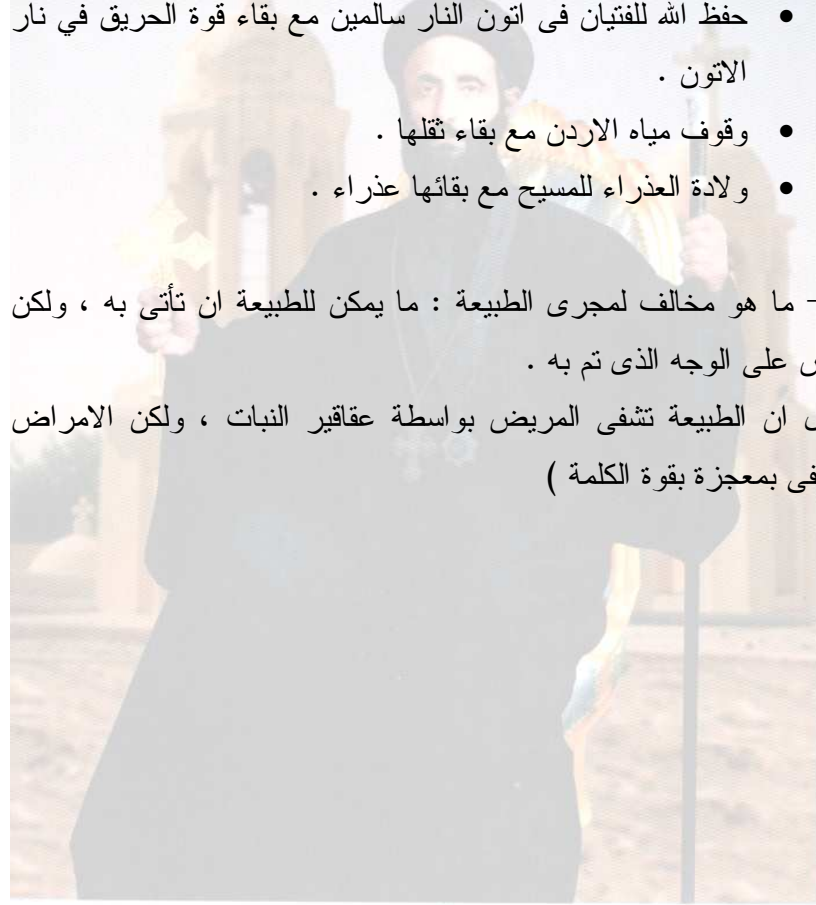 • حفظ الله للفتيان فى اتون النار سالمين مع بقاء قوة الحريق في نار
الاتون .
• وقوف مياه الاردن مع بقاء ثقلها .
• ولادة العذراء للمسيح مع بقائها عذراء .
- ما هو مخالف لمجرى الطبيعة : ما يمكن للطبيعة ان تأتى به ، ولكن
على الوجه الذى تم به .
ان الطبيعة تشفى المريض بواسطة عقاقير النبات ، ولكن الامراض
بمعجزة بقوة الكلمة )